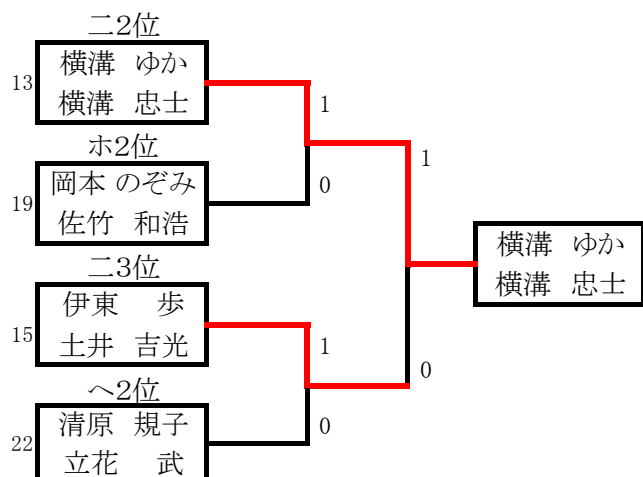 ニ2位
13
横溝 ゆか
横溝 忠士
1
ホ2位
19
岡本 のぞみ
佐竹 和浩
0
1
横溝 ゆか
横溝 忠士
ニ3位
15
伊東 歩
土井 吉光
1
0
ヘ2位
22
清原 規子
立花 武
0